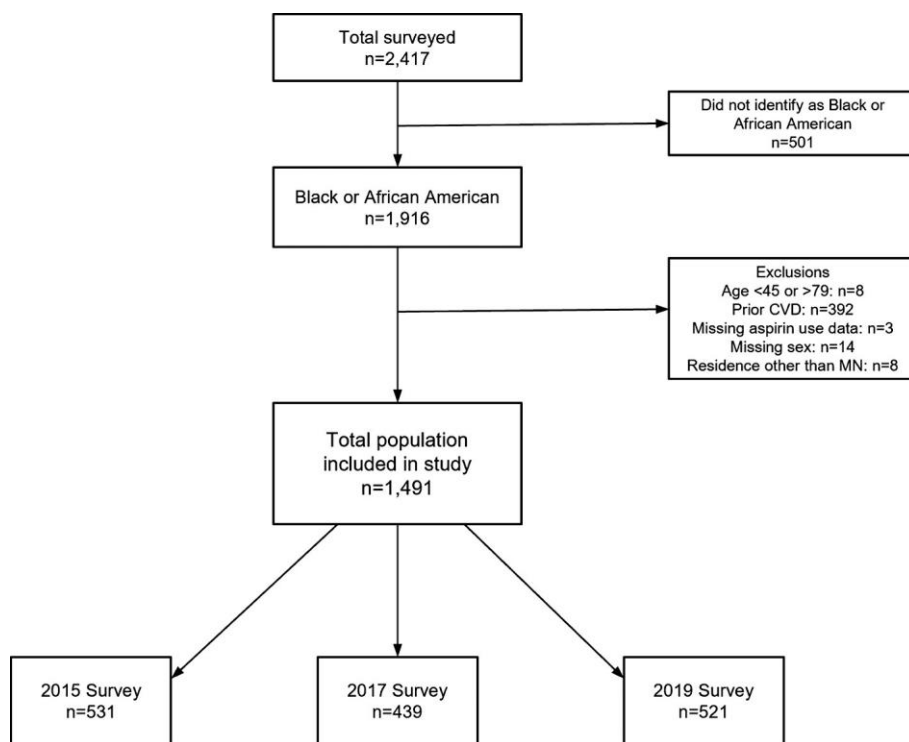 Total surveyed
n=2,417
Did not identify as Black or
African American
n=501
Black or African American
n=1,916
Exclusions
Age <45 or >79: n=8
Prior CVD: n=392
Missing aspirin use data: n=3
Missing sex: n=14
Residence other than MN: n=8
Total population
included in study
n=1,491
2015 Survey
n=531
2017 Survey
n=439
2019 Survey
n=521